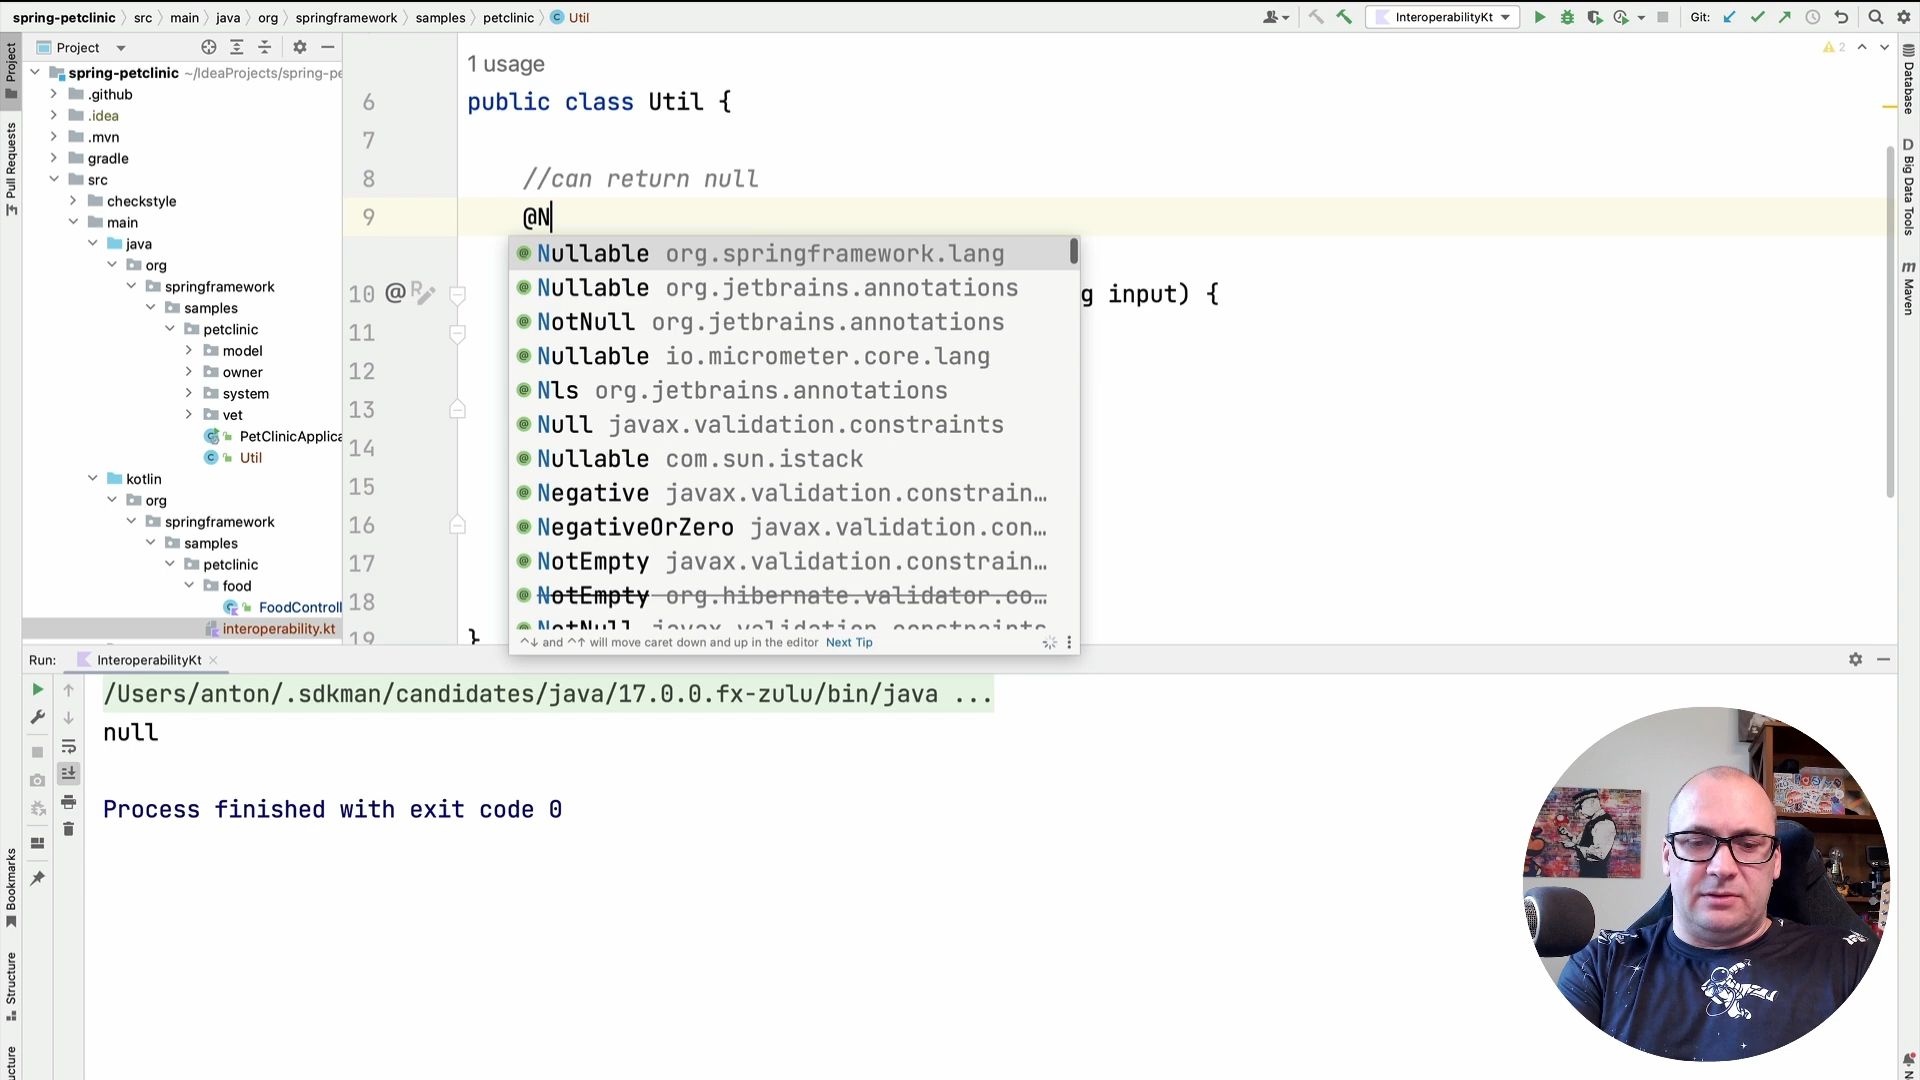 spring-petclinic
src
main
java
org
springframework
samples
petclinic
Util
InteroperabilityKt
Git:
Project
Pull Requests
Bookmarks
Structure
Project
spring-petclinic ~/IdeaProjects/spring-pe
.github
.idea
.mvn
gradle
src
checkstyle
main
java
org
springframework
samples
petclinic
model
owner
system
vet
PetClinicApplica
Util
kotlin
org
springframework
samples
petclinic
food
FoodControll
interoperability.kt
2
1 usage
6 public class Util {
7
8 //can return null
9 @N
10 @ g input) {
11
12
13
14
15
16
17
18
19 }
Nullable org.springframework.lang
Nullable org.jetbrains.annotations
NotNull org.jetbrains.annotations
Nullable io.micrometer.core.lang
Nls org.jetbrains.annotations
Null javax.validation.constraints
Nullable com.sun.istack
Negative javax.validation.constrain…
NegativeOrZero javax.validation.con…
NotEmpty javax.validation.constrain…
NotEmpty org.hibernate.validator.co…
NotNull javax.validation.constraints
^↓ and ^↑ will move caret down and up in the editor Next Tip
Database
D Big Data Tools
m Maven
Run: InteroperabilityKt
/Users/anton/.sdkman/candidates/java/17.0.0.fx-zulu/bin/java ...
null
Process finished with exit code 0